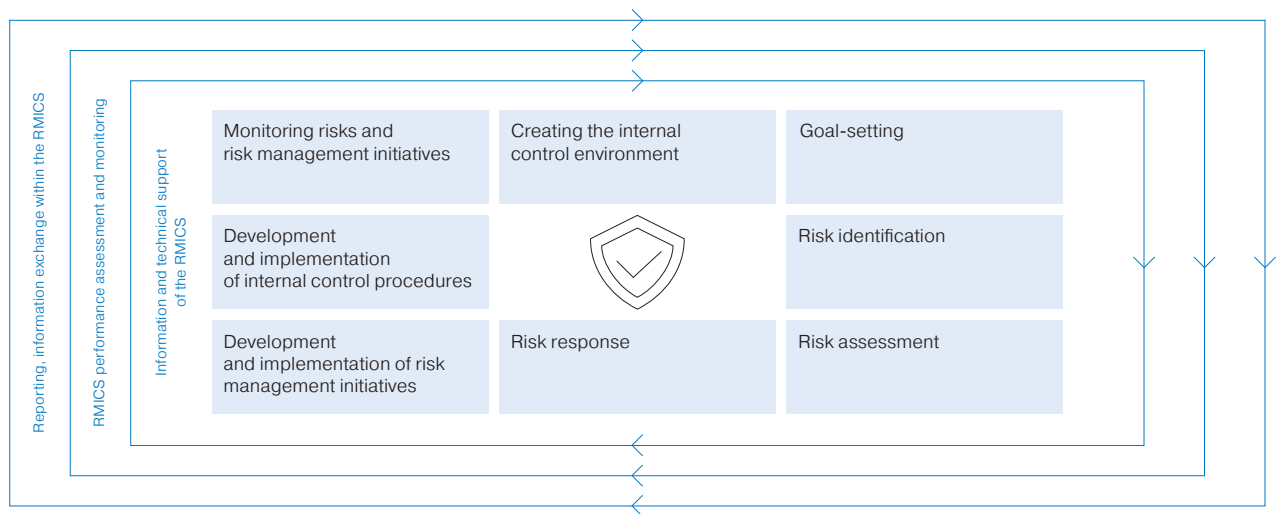 Reporting, information exchange within the RMICS
RMICS performance assessment and monitoring
Information and technical support
of the RMICS
Monitoring risks and
risk management initiatives
Creating the internal
control environment
Goal-setting
Development
and implementation
of internal control procedures
Risk identification
Development
and implementation of risk
management initiatives
Risk response
Risk assessment